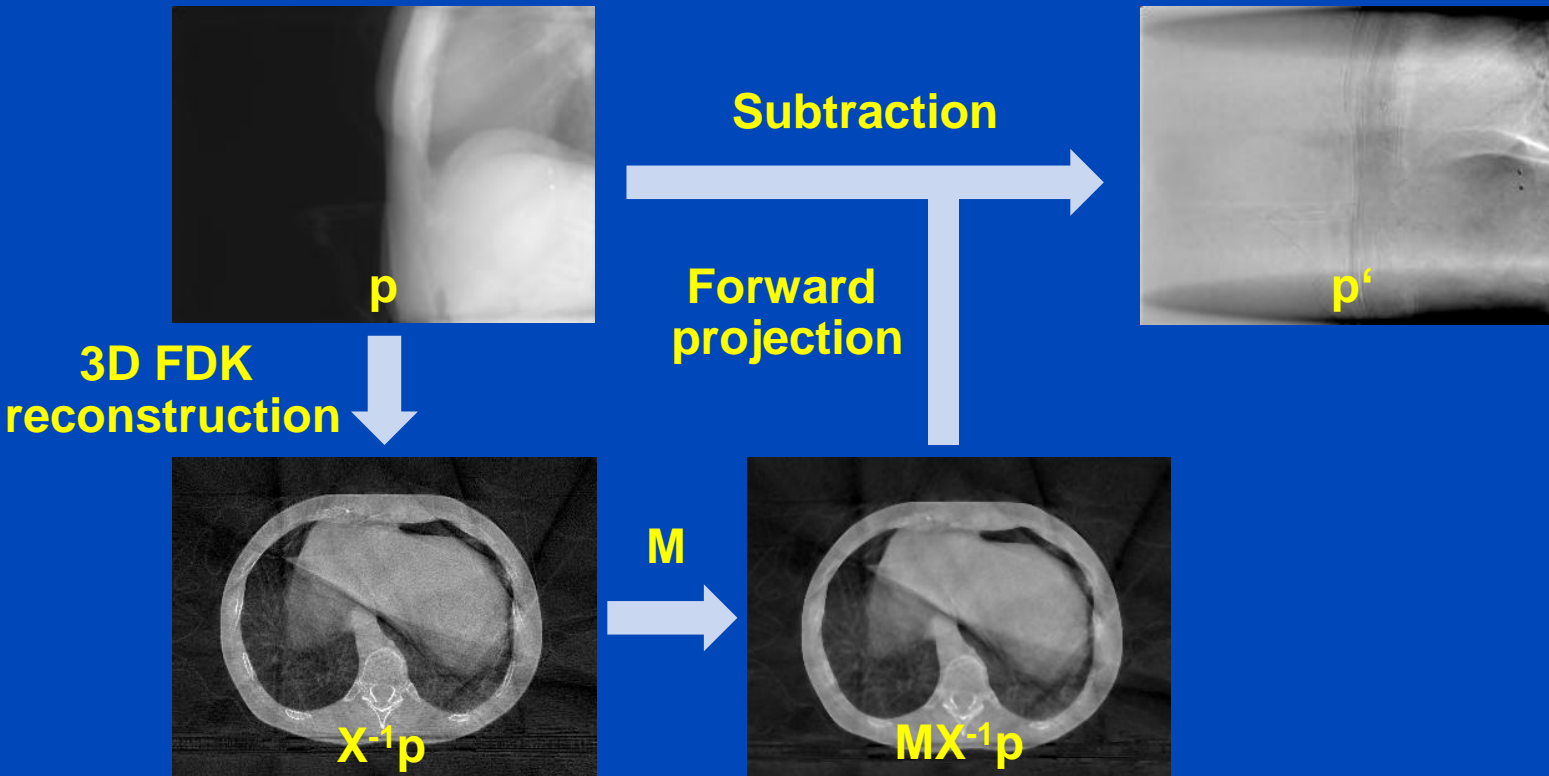 Subtraction
p
Forward
projection
p‘
3D FDK
reconstruction
M
X⁻¹p
MX⁻¹p